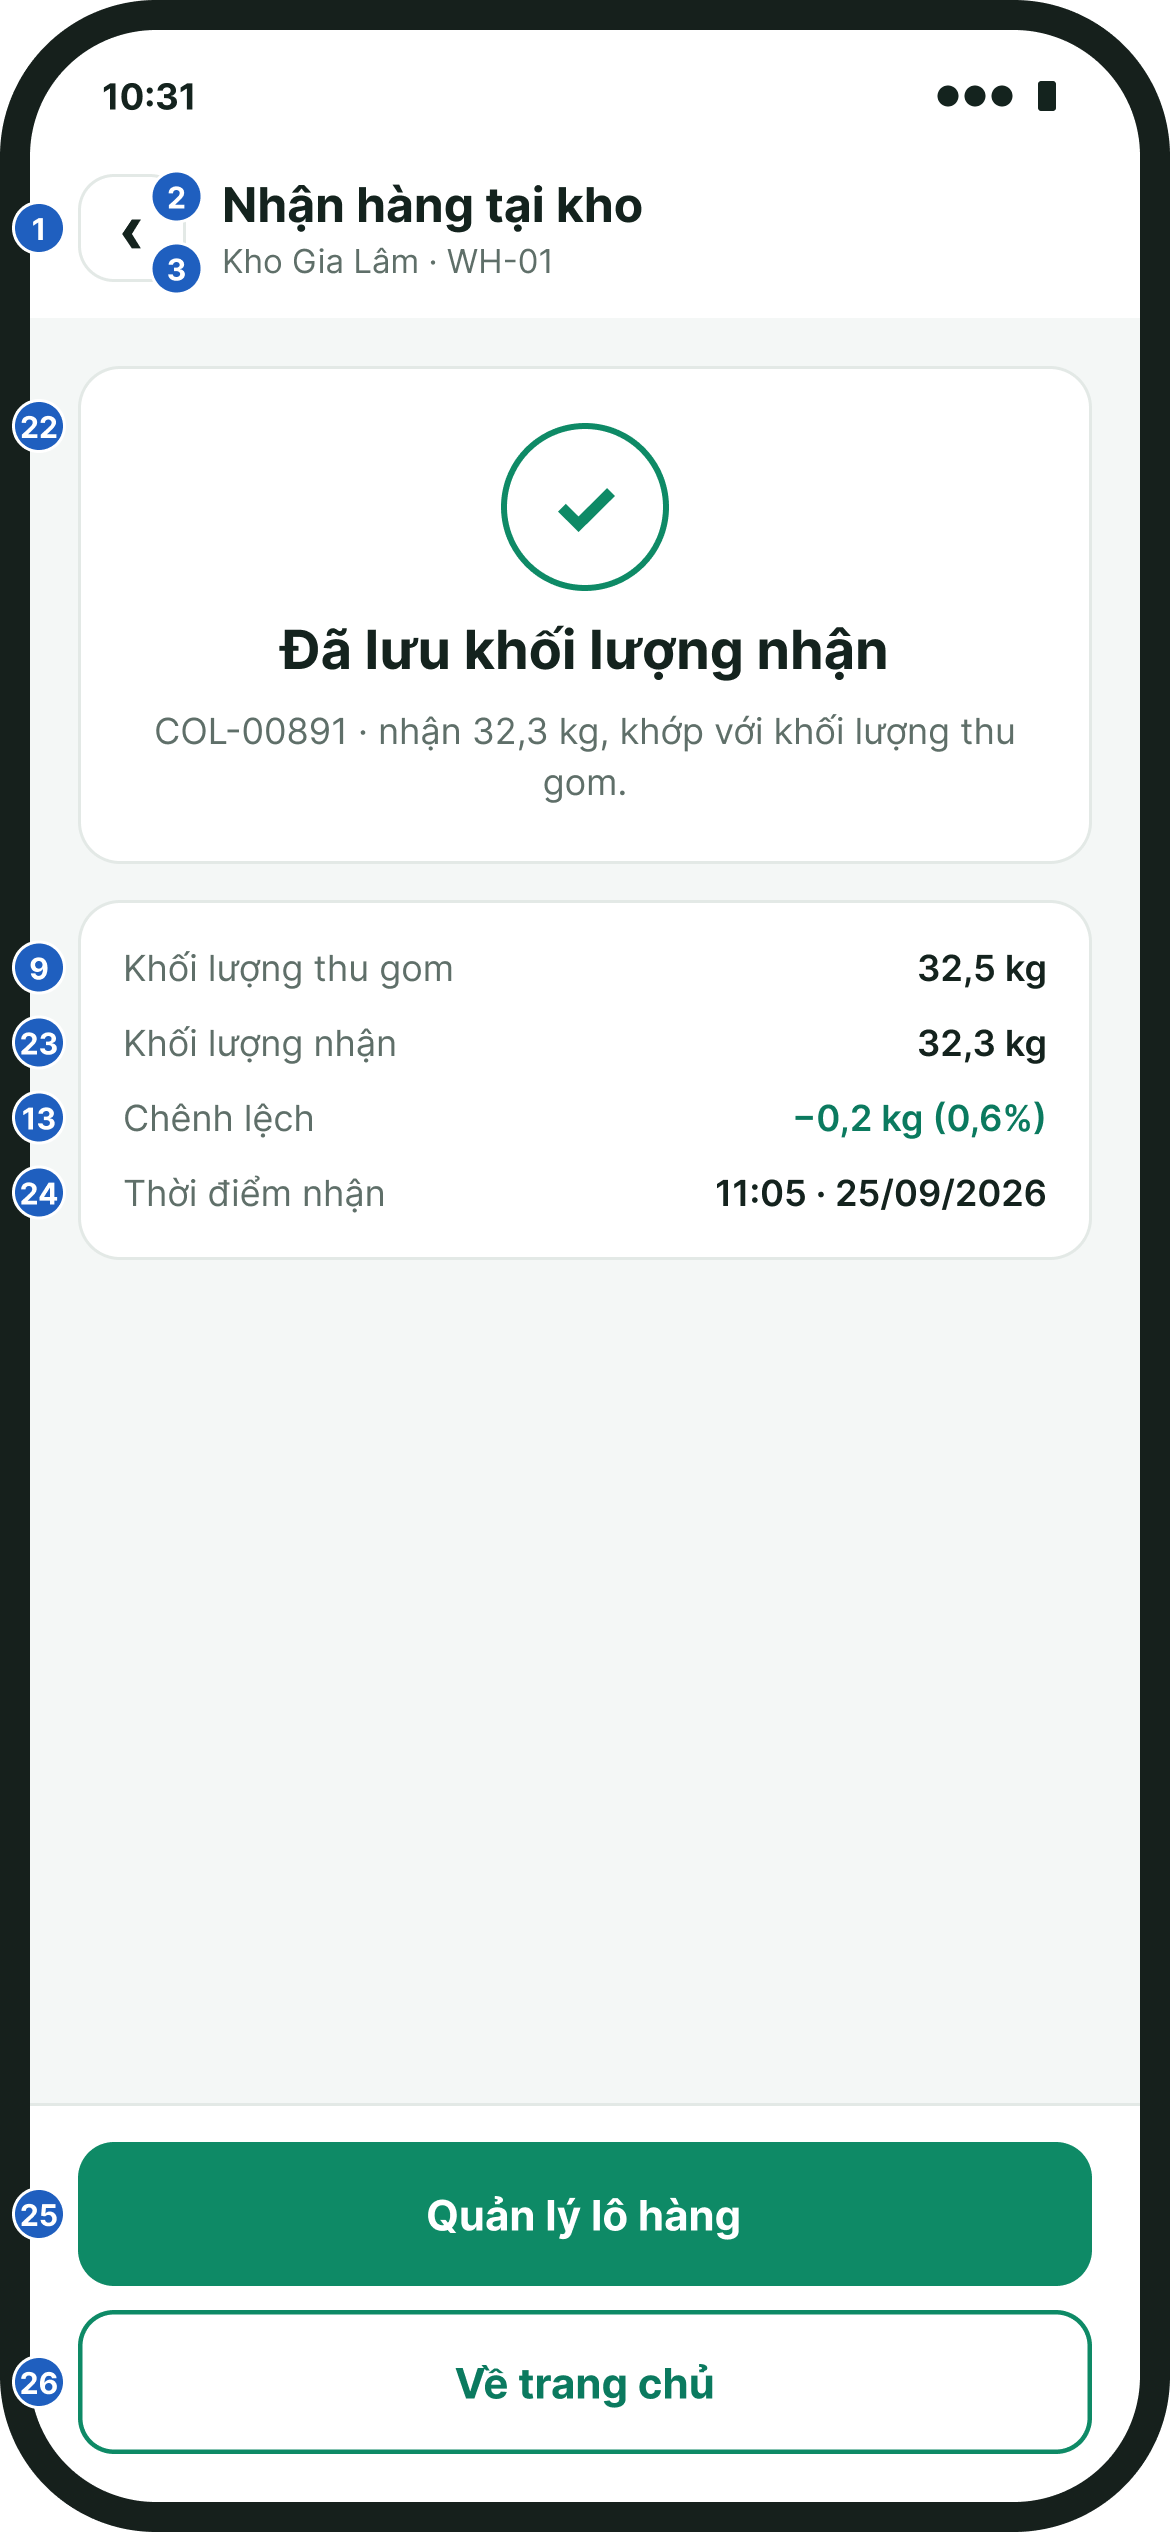 10:31
1
2
Nhận hàng tại kho
3
Kho Gia Lâm · WH-01
22
Đã lưu khối lượng nhận
COL-00891 · nhận 32,3 kg, khớp với khối lượng thu
gom.
9 Khối lượng thu gom 32,5 kg
23 Khối lượng nhận 32,3 kg
13 Chênh lệch −0,2 kg (0,6%)
24 Thời điểm nhận 11:05 · 25/09/2026
25 Quản lý lô hàng
26 Về trang chủ